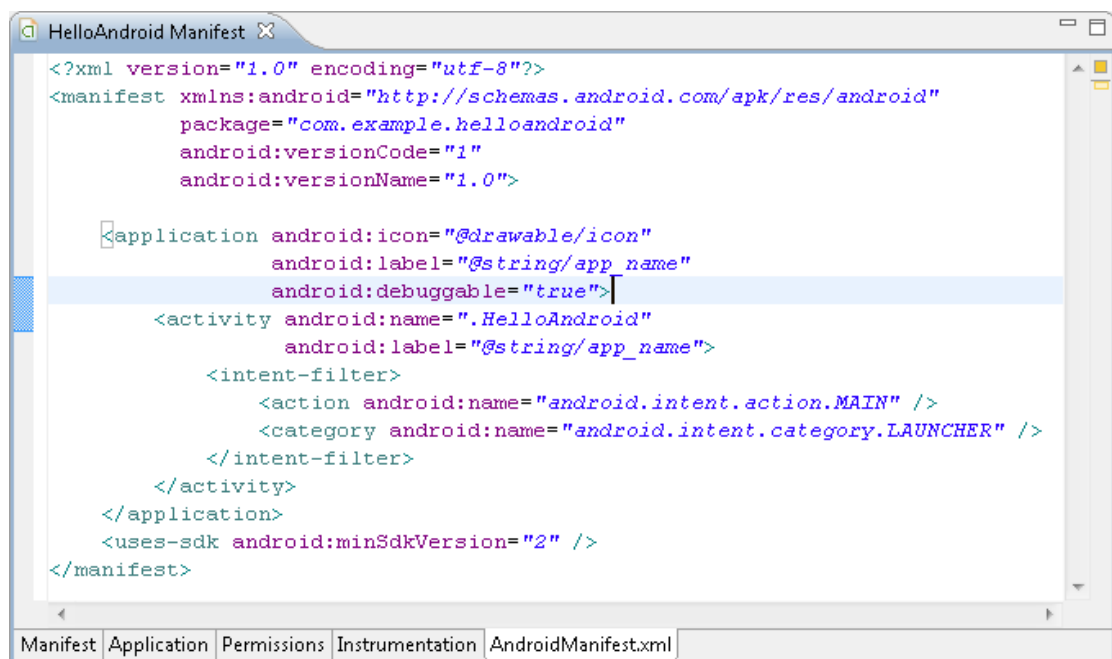 HelloAndroid Manifest
<?xml version="1.0" encoding="utf-8"?>
<manifest xmlns:android="http://schemas.android.com/apk/res/android"
package="com.example.helloandroid"
android:versionCode="1"
android:versionName="1.0">
<application android:icon="@drawable/icon"
android:label="@string/app_name"
android:debuggable="true">
<activity android:name=".HelloAndroid"
android:label="@string/app_name">
<intent-filter>
<action android:name="android.intent.action.MAIN" />
<category android:name="android.intent.category.LAUNCHER" />
</intent-filter>
</activity>
</application>
<uses-sdk android:minSdkVersion="2" />
</manifest>
Manifest Application Permissions Instrumentation AndroidManifest.xml